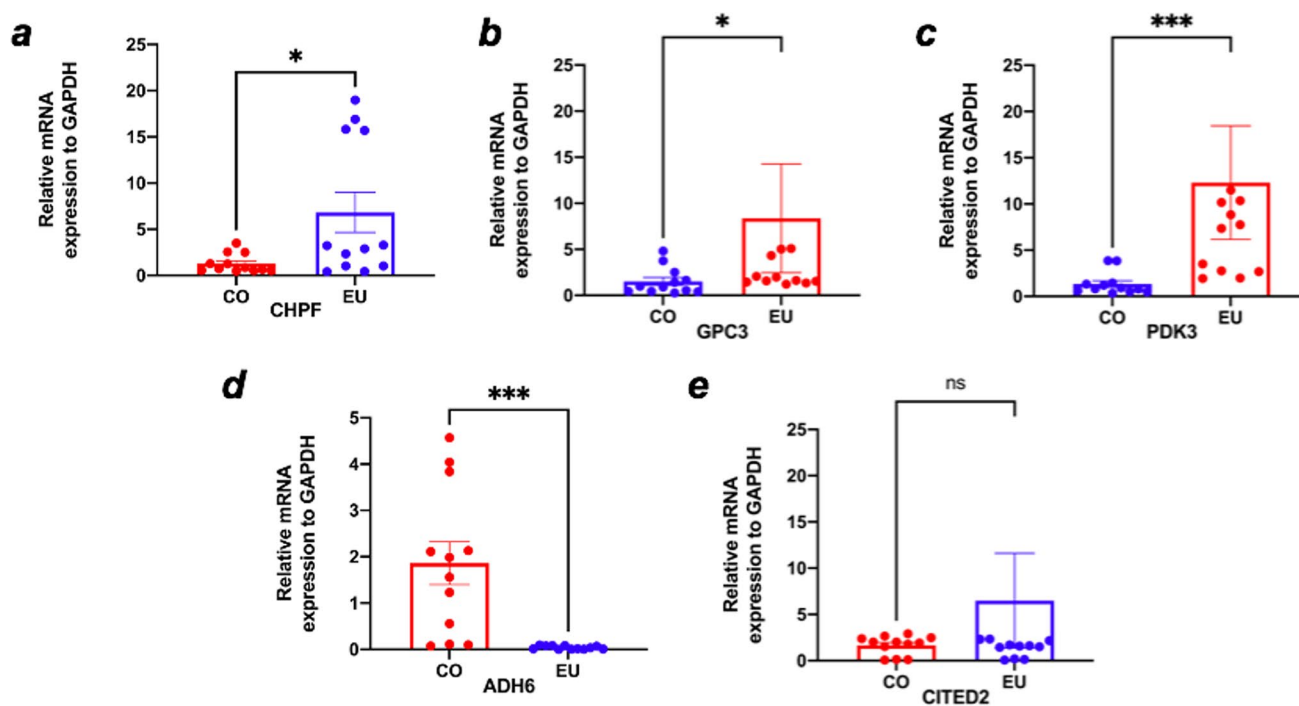 a
Relative mRNA
expression to GAPDH
25
20
15
10
5
0
*
CO
EU
CHPF
b
Relative mRNA
expression to GAPDH
25
20
15
10
5
0
*
CO
EU
GPC3
c
Relative mRNA
expression to GAPDH
25
20
15
10
5
0
***
CO
EU
PDK3
d
Relative mRNA
expression to GAPDH
5
4
3
2
1
0
***
CO
EU
ADH6
e
Relative mRNA
expression to GAPDH
25
20
15
10
5
0
ns
CO
EU
CITED2